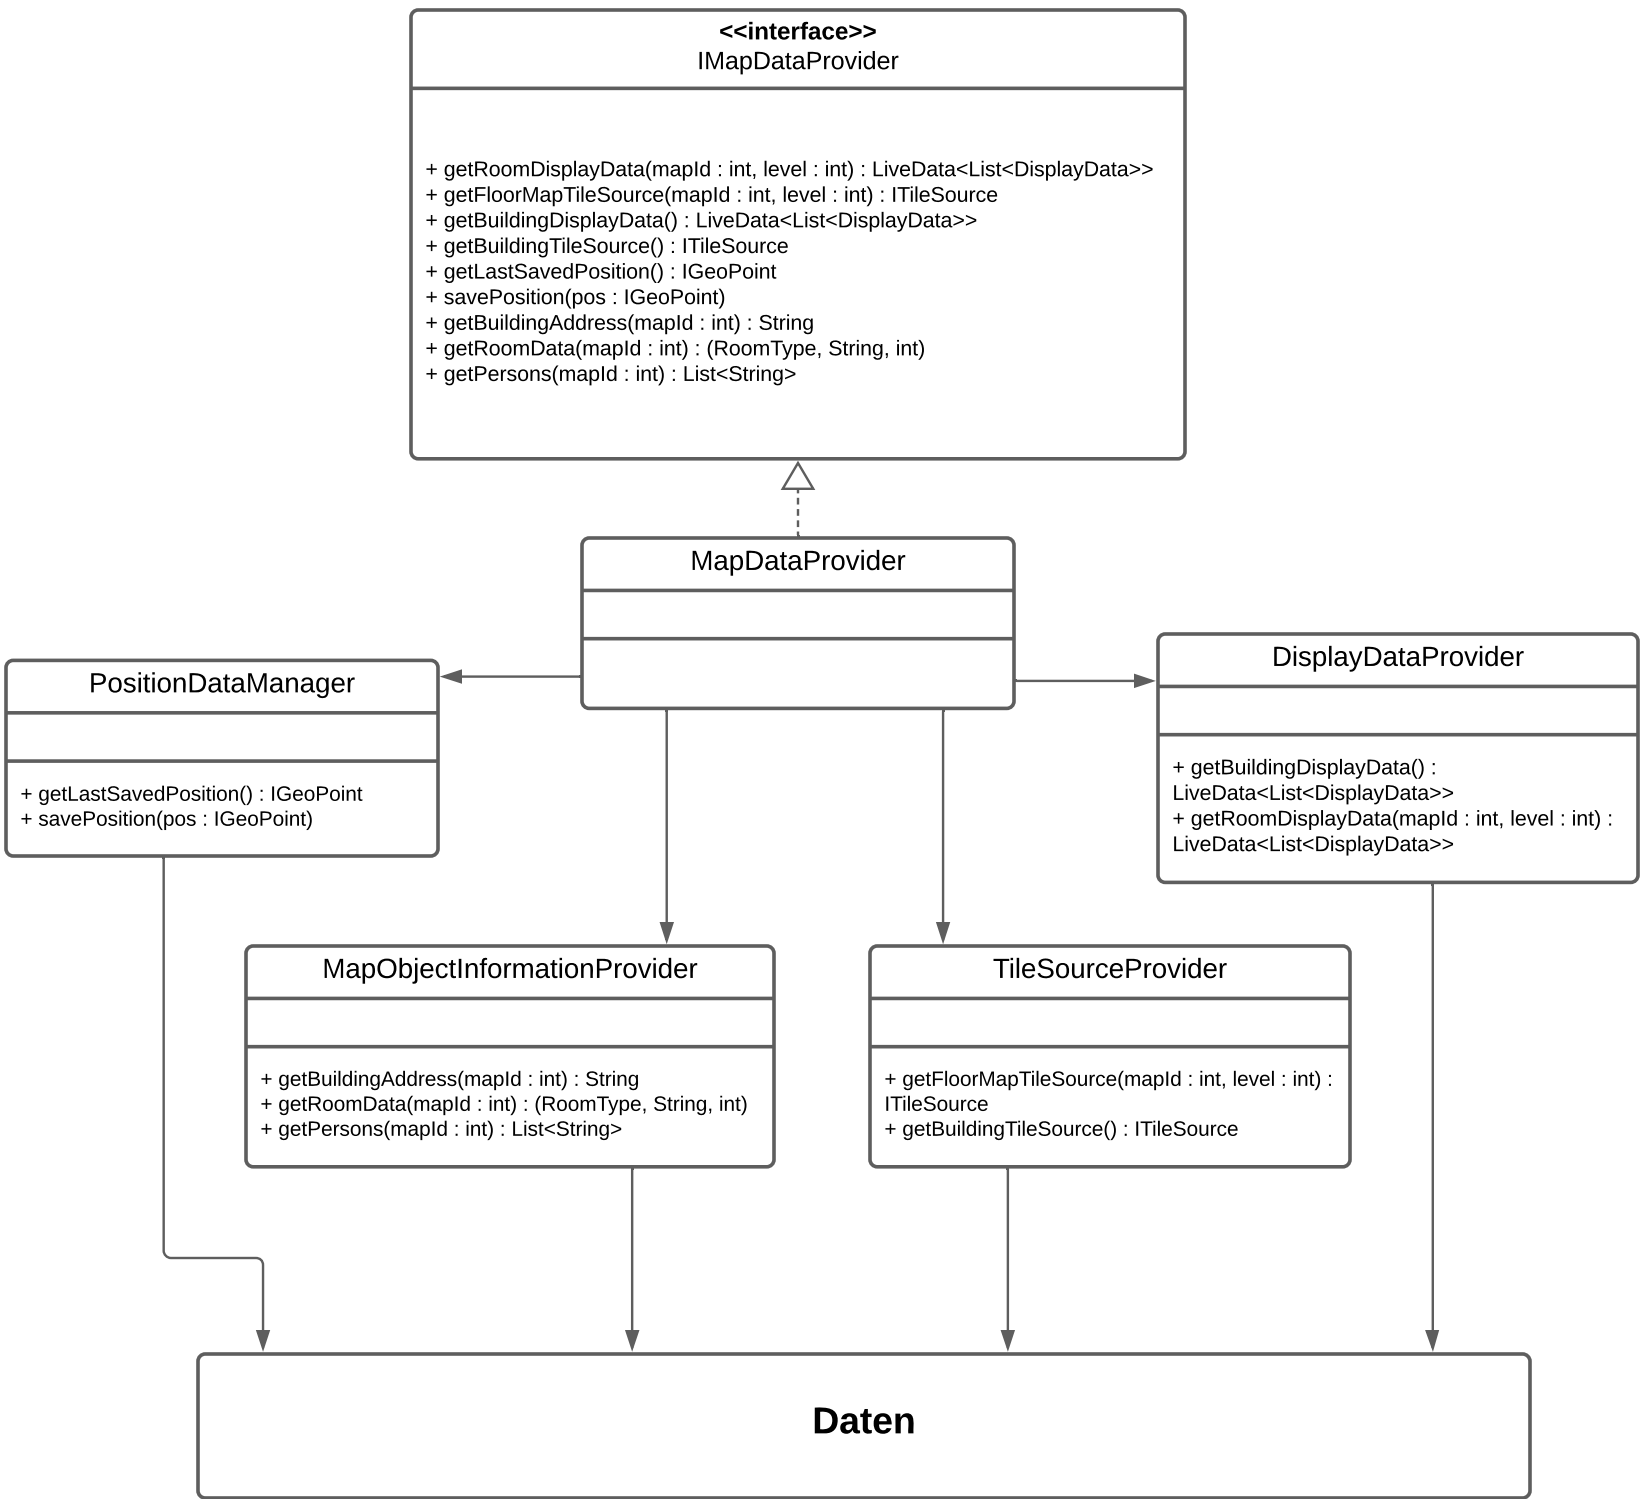 <<interface>>
IMapDataProvider
+ getRoomDisplayData(mapId : int, level : int) : LiveData<List<DisplayData>>
+ getFloorMapTileSource(mapId : int, level : int) : ITileSource
+ getBuildingDisplayData() : LiveData<List<DisplayData>>
+ getBuildingTileSource() : ITileSource
+ getLastSavedPosition() : IGeoPoint
+ savePosition(pos : IGeoPoint)
+ getBuildingAddress(mapId : int) : String
+ getRoomData(mapId : int) : (RoomType, String, int)
+ getPersons(mapId : int) : List<String>
MapDataProvider
PositionDataManager
+ getLastSavedPosition() : IGeoPoint
+ savePosition(pos : IGeoPoint)
DisplayDataProvider
+ getBuildingDisplayData() :
LiveData<List<DisplayData>>
+ getRoomDisplayData(mapId : int, level : int) :
LiveData<List<DisplayData>>
MapObjectInformationProvider
+ getBuildingAddress(mapId : int) : String
+ getRoomData(mapId : int) : (RoomType, String, int)
+ getPersons(mapId : int) : List<String>
TileSourceProvider
+ getFloorMapTileSource(mapId : int, level : int) :
ITileSource
+ getBuildingTileSource() : ITileSource
Daten